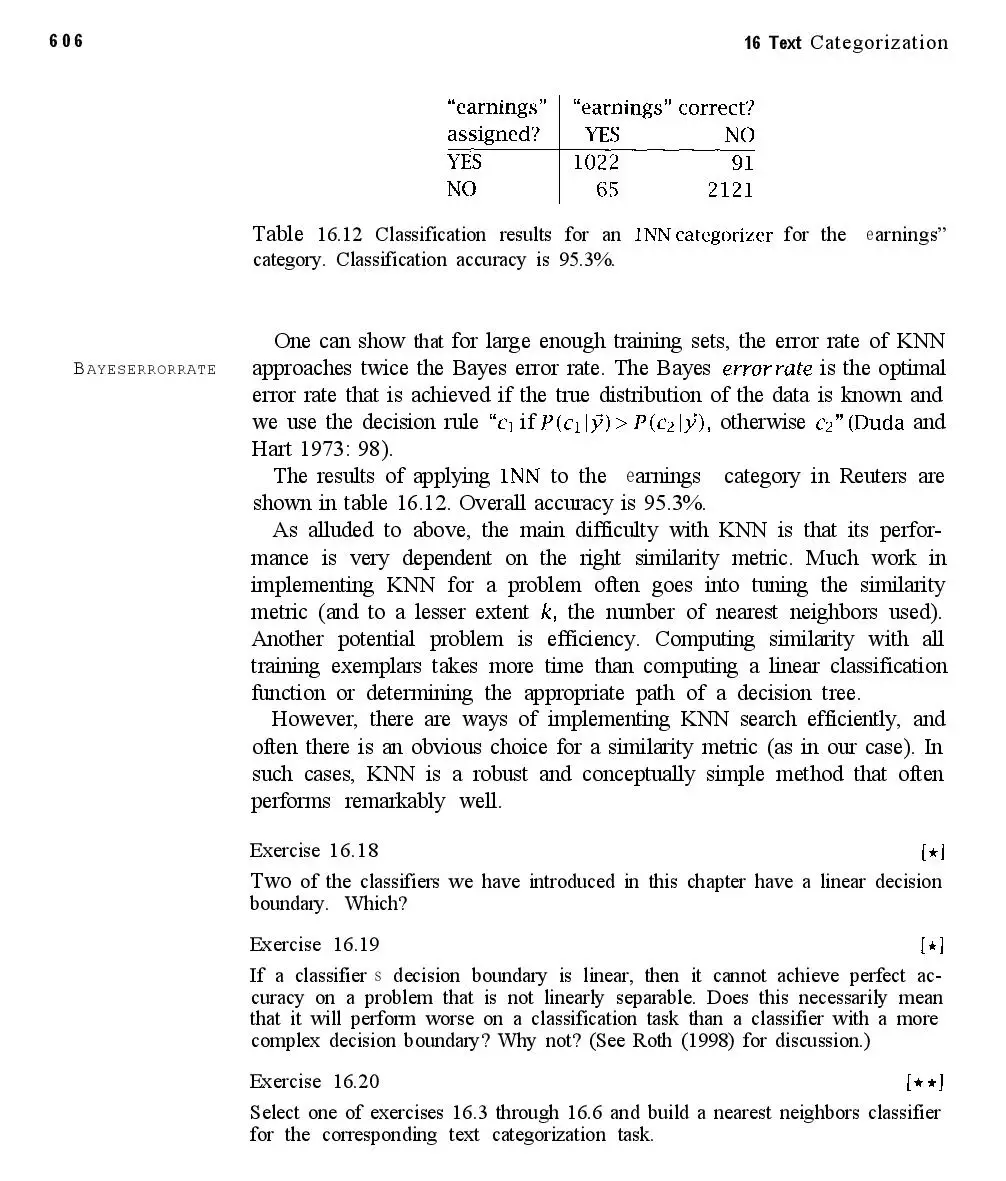 606
16 Text Categorization
"earnings" "earnings" correct?
assigned? YES NO
YES 1022 91
NO 65 2121
Table 16.12 Classification results for an 1NN categorizer for the earnings"
category. Classification accuracy is 95.3%.
One can show that for large enough training sets, the error rate of KNN
BAYESERRORRATE
approaches twice the Bayes error rate. The Bayes error rate is the optimal
error rate that is achieved if the true distribution of the data is known and
we use the decision rule "c₁ if P(c₁|y⃗) > P(c₂|y⃗), otherwise c₂" (Duda and
Hart 1973: 98).
The results of applying 1NN to the earnings category in Reuters are
shown in table 16.12. Overall accuracy is 95.3%.
As alluded to above, the main difficulty with KNN is that its perfor-
mance is very dependent on the right similarity metric. Much work in
implementing KNN for a problem often goes into tuning the similarity
metric (and to a lesser extent k, the number of nearest neighbors used).
Another potential problem is efficiency. Computing similarity with all
training exemplars takes more time than computing a linear classification
function or determining the appropriate path of a decision tree.
However, there are ways of implementing KNN search efficiently, and
often there is an obvious choice for a similarity metric (as in our case). In
such cases, KNN is a robust and conceptually simple method that often
performs remarkably well.
Exercise 16.18 [⋆]
Two of the classifiers we have introduced in this chapter have a linear decision
boundary. Which?
Exercise 16.19 [⋆]
If a classifier s decision boundary is linear, then it cannot achieve perfect ac-
curacy on a problem that is not linearly separable. Does this necessarily mean
that it will perform worse on a classification task than a classifier with a more
complex decision boundary? Why not? (See Roth (1998) for discussion.)
Exercise 16.20 [⋆⋆]
Select one of exercises 16.3 through 16.6 and build a nearest neighbors classifier
for the corresponding text categorization task.